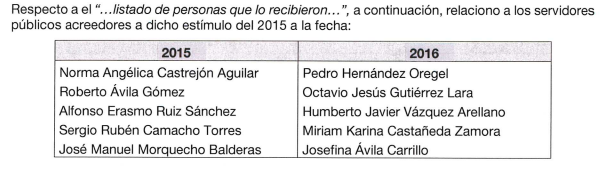 Respecto a el “…listado de personas que lo recibieron…”, a continuación, relaciono a los servidores
públicos acreedores a dicho estímulo del 2015 a la fecha:
2015 2016
Norma Angélica Castrejón Aguilar Pedro Hernández Oregel
Roberto Ávila Gómez Octavio Jesús Gutiérrez Lara
Alfonso Erasmo Ruiz Sánchez Humberto Javier Vázquez Arellano
Sergio Rubén Camacho Torres Miriam Karina Castañeda Zamora
José Manuel Morquecho Balderas Josefina Ávila Carrillo